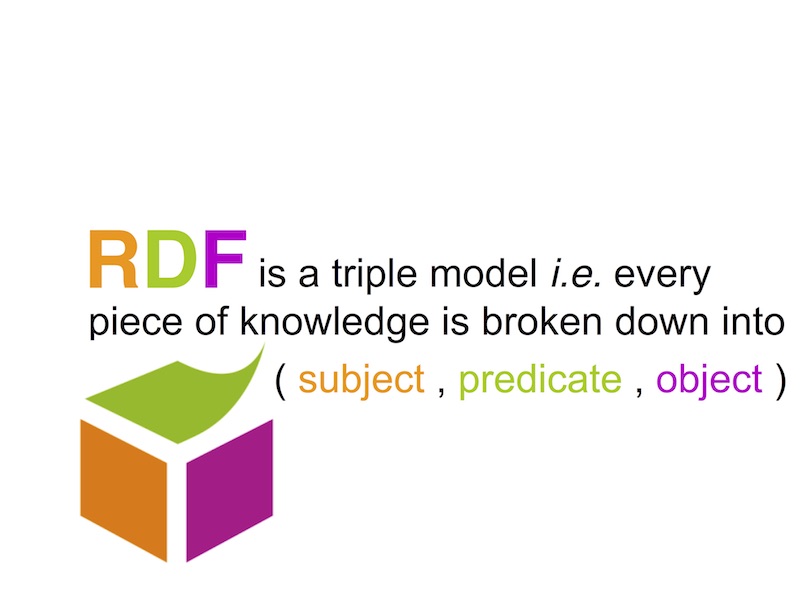 RDF is a triple model i.e. every
piece of knowledge is broken down into
( subject , predicate , object )